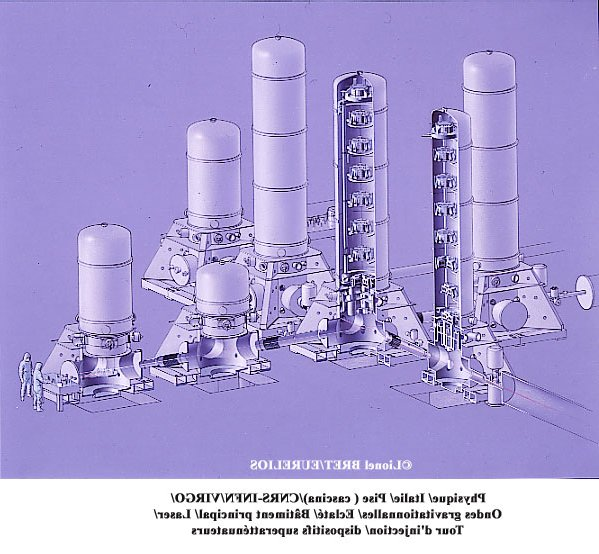 ©Lionel BRET/EURELIOS
Physique/ Italie/ Pise ( cascina)/CNRS-INFN/VIRGO/
Ondes gravitationnalles/ Eclaté/ Bâtiment principal/ Laser/
Tour d'injection/ dispositifs superatténuateurs